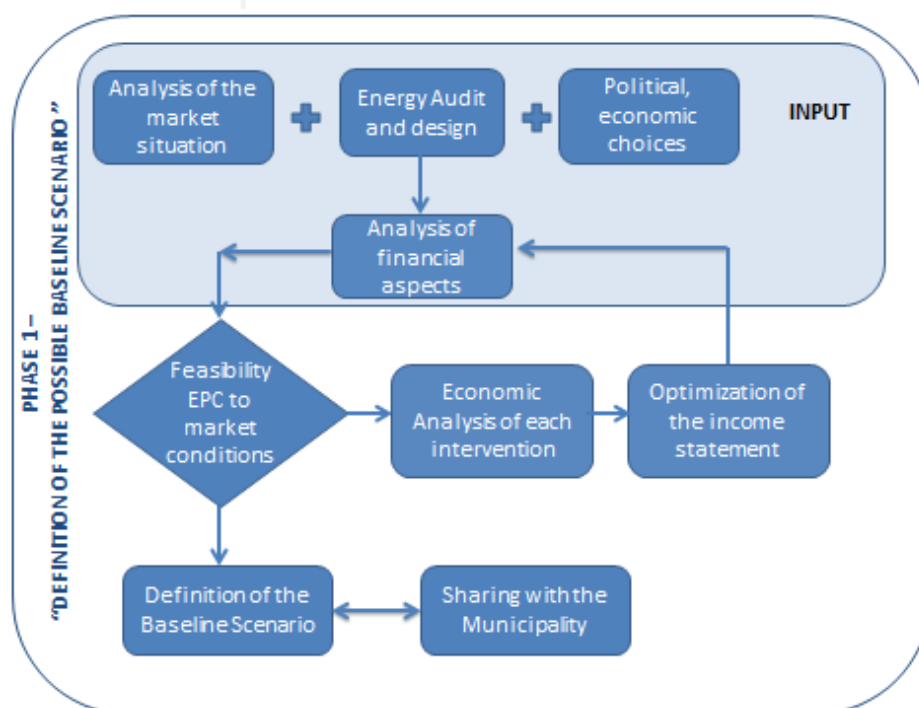 PHASE 1–
“DEFINITION OF THE POSSIBLE BASELINE SCENARIO”
Analysis of the
market
situation
Energy Audit
and design
Political,
economic
choices
INPUT
Analysis of
financial
aspects
Feasibility
EPC to
market
conditions
Economic
Analysis of each
intervention
Optimization of
the income
statement
Definition of the
Baseline Scenario
Sharing with the
Municipality